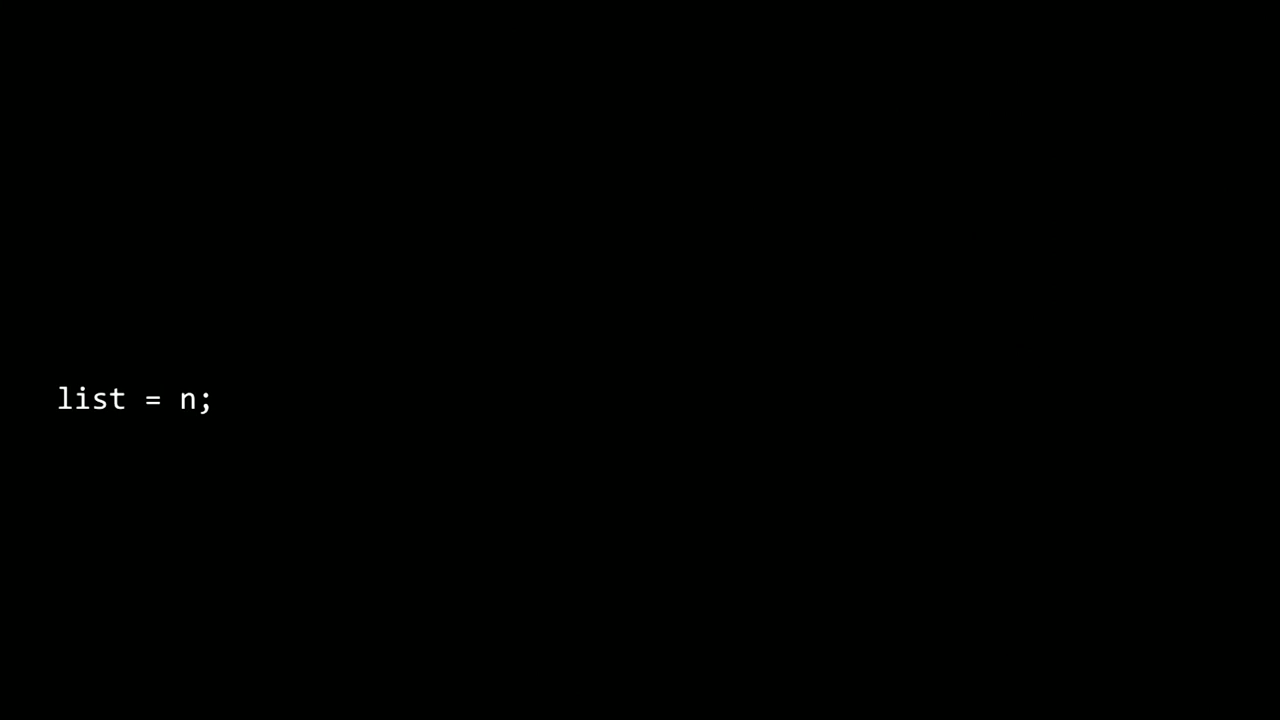 list = n;